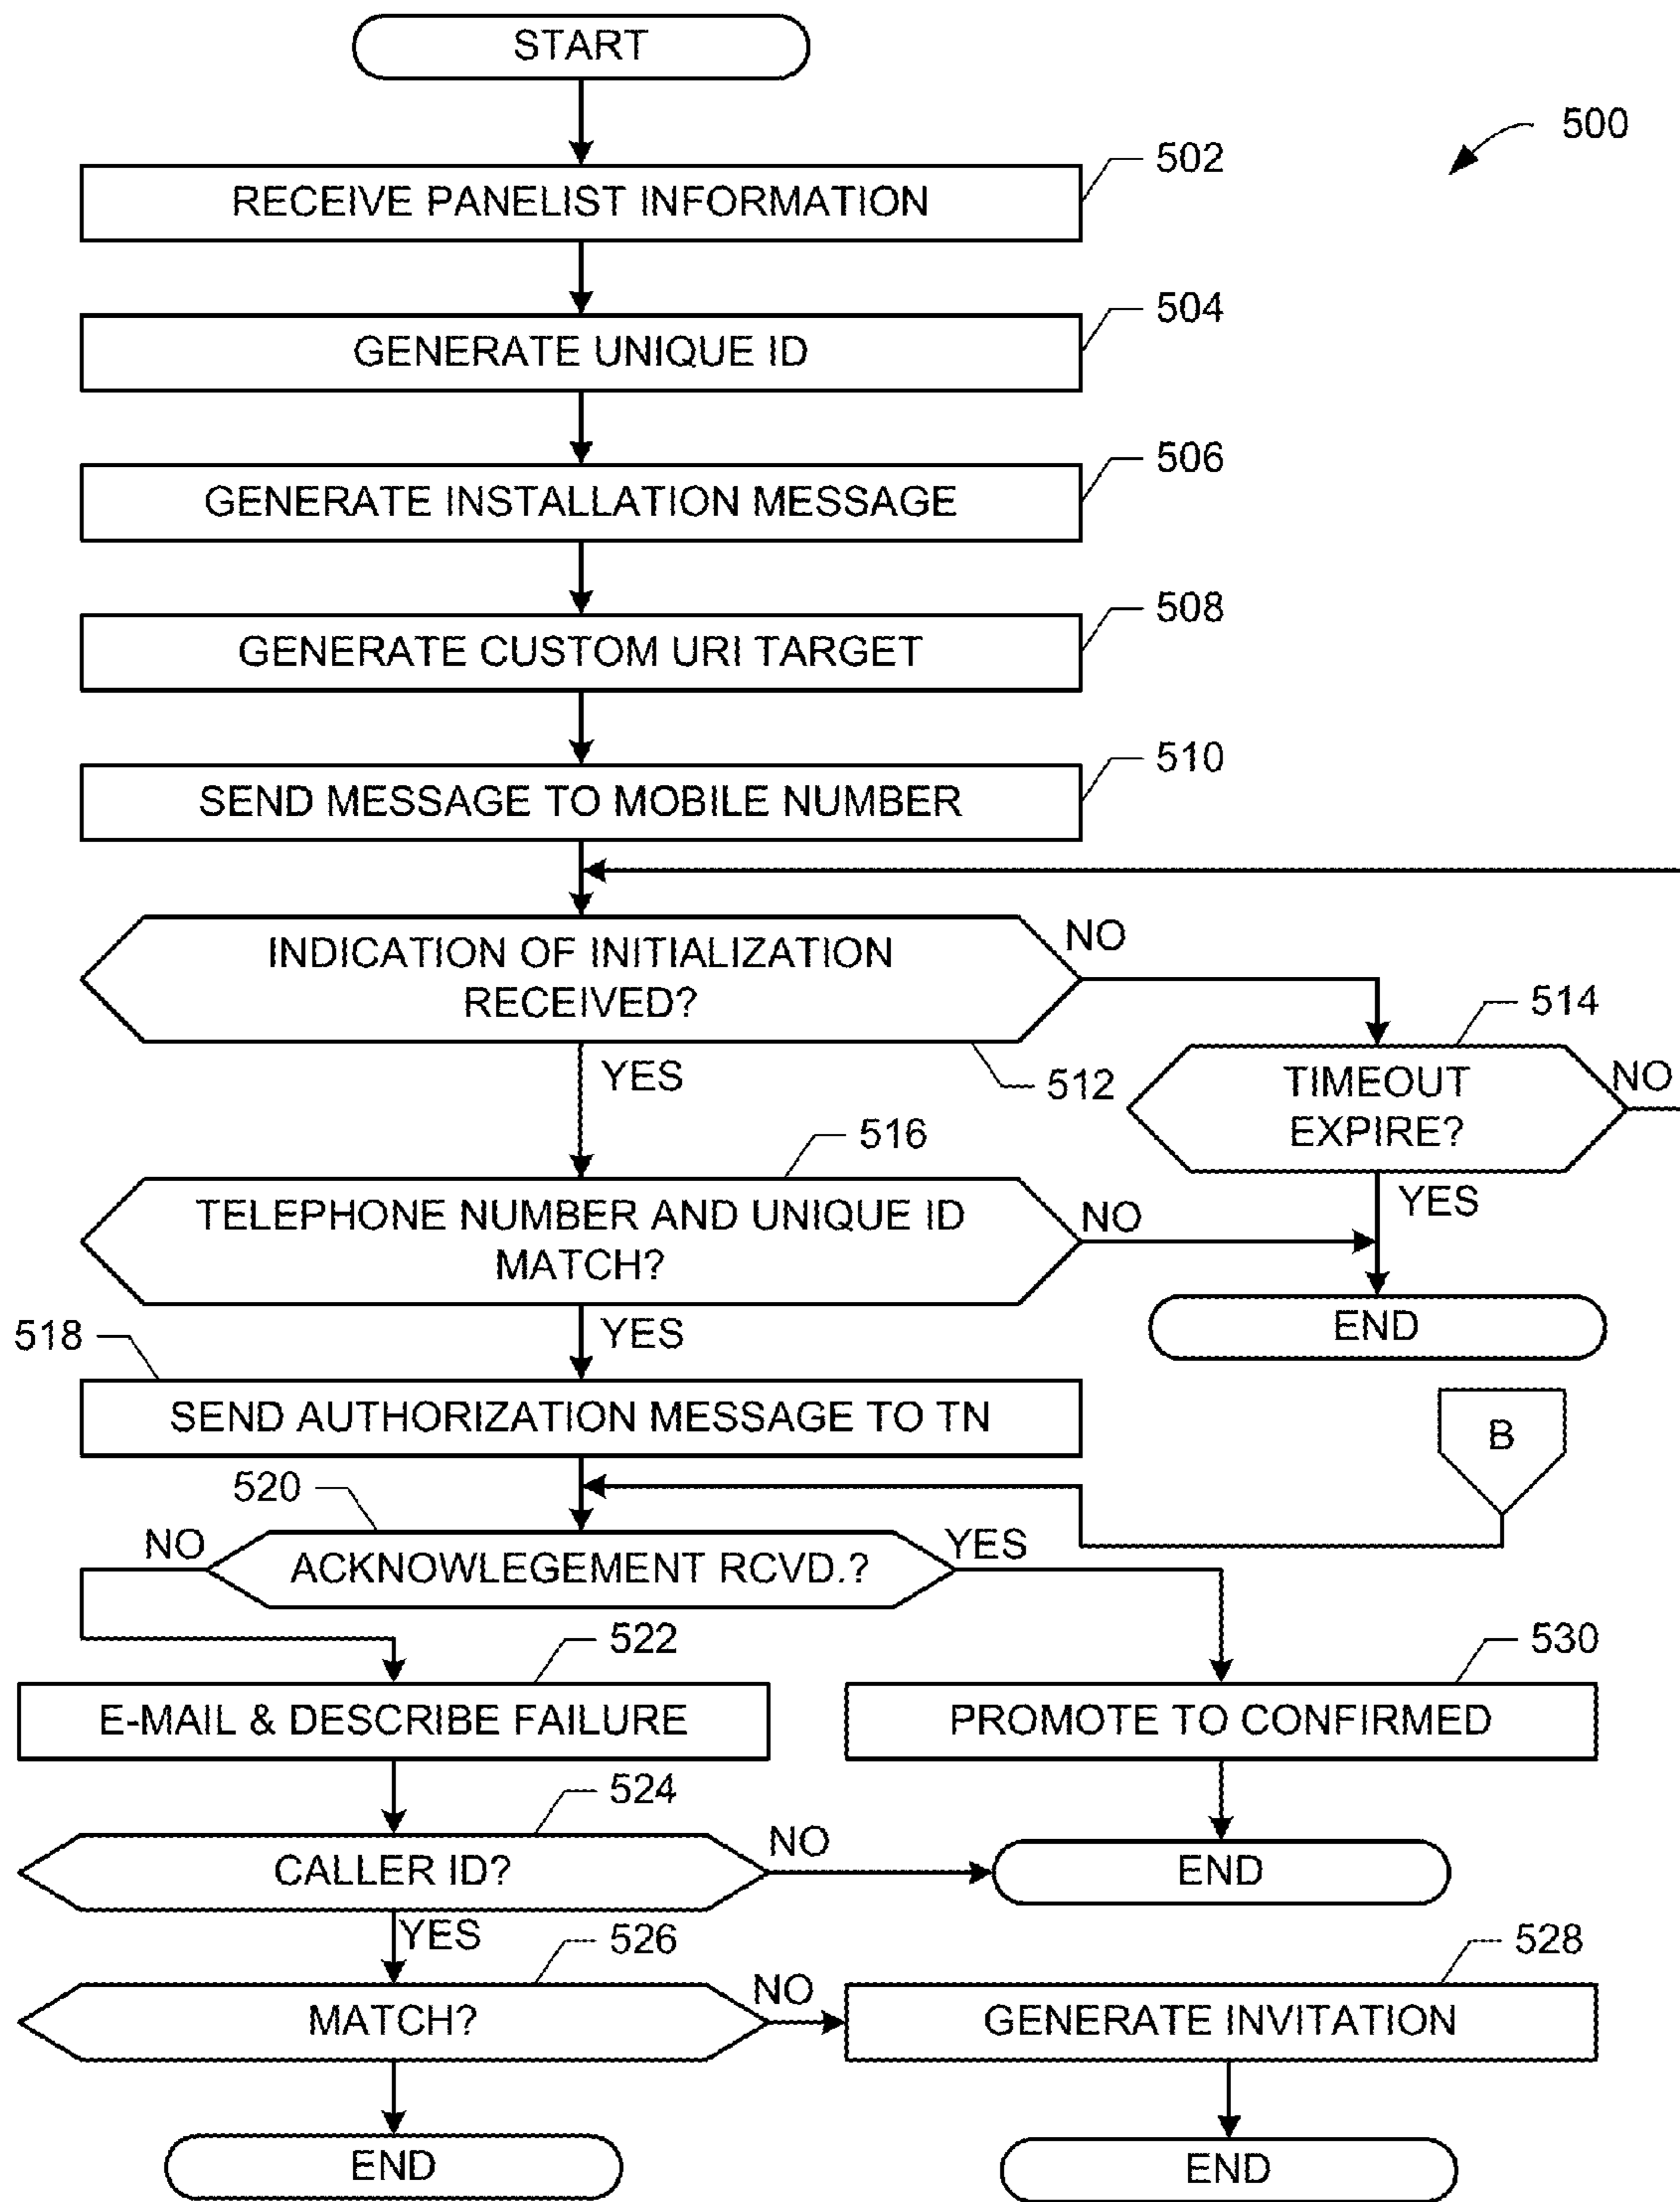 START
500
502
RECEIVE PANELIST INFORMATION
504
GENERATE UNIQUE ID
506
GENERATE INSTALLATION MESSAGE
508
GENERATE CUSTOM URI TARGET
510
SEND MESSAGE TO MOBILE NUMBER
INDICATION OF INITIALIZATION
RECEIVED?
NO
512
YES
514
TIMEOUT
EXPIRE?
NO
YES
516
TELEPHONE NUMBER AND UNIQUE ID
MATCH?
NO
END
YES
518
SEND AUTHORIZATION MESSAGE TO TN
B
520
NO
ACKNOWLEGEMENT RCVD.?
YES
522
E-MAIL & DESCRIBE FAILURE
530
PROMOTE TO CONFIRMED
524
CALLER ID?
NO
END
YES
526
MATCH?
NO
528
GENERATE INVITATION
END
END